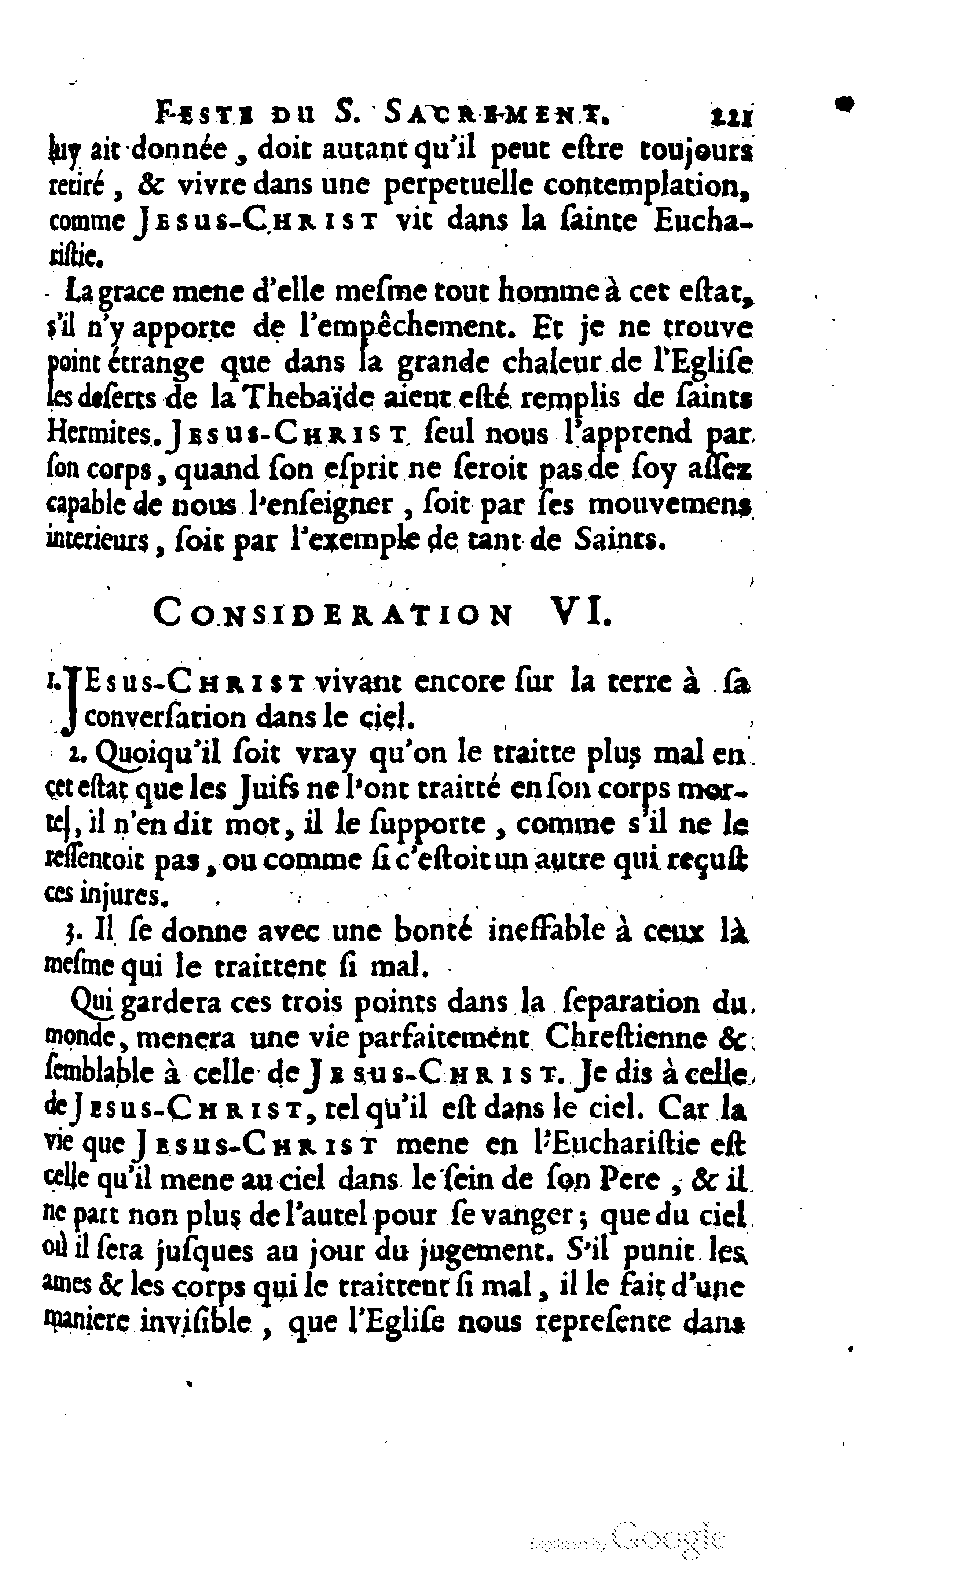 FESTE DU S. SACREMENT. 221
luy ait donnée, doit autant qu'il peut eſtre toujours
retiré, & vivre dans une perpetuelle contemplation,
comme JESUS-CHRIST vit dans la ſainte Eucha-
riſtie.
La grace mene d'elle meſme tout homme à cet eſtat,
s'il n'y apporte de l'empêchement. Et je ne trouve
point étrange que dans la grande chaleur de l'Egliſe
les deſerts de la Thebaïde aient eſté remplis de ſaints
Hermites. JESUS-CHRIST ſeul nous l'apprend par
ſon corps, quand ſon eſprit ne ſeroit pas de ſoy aſſez
capable de nous l'enſeigner, ſoit par ſes mouvemens
interieurs, ſoit par l'exemple de tant de Saints.
CONSIDERATION VI.
1. JESUS-CHRIST vivant encore ſur la terre à ſa
converſation dans le ciel.
2. Quoiqu'il ſoit vray qu'on le traitte plus mal en
cet eſtat que les Juifs ne l'ont traitté en ſon corps mor-
tel, il n'en dit mot, il le ſupporte, comme s'il ne le
reſſentoit pas, ou comme ſi c'eſtoit un autre qui reçuſt
ces injures.
3. Il ſe donne avec une bonté ineffable à ceux là
meſme qui le traittent ſi mal.
Qui gardera ces trois points dans la ſeparation du
monde, menera une vie parfaitement Chreſtienne &
ſemblable à celle de JESUS-CHRIST. Je dis à celle
de JESUS-CHRIST, tel qu'il eſt dans le ciel. Car la
vie que JESUS-CHRIST mene en l'Euchariſtie eſt
celle qu'il mene au ciel dans le ſein de ſon Pere, & il
ne part non plus de l'autel pour ſe vanger; que du ciel
où il ſera juſques au jour du jugement. S'il punit les
ames & les corps qui le traittent ſi mal, il le fait d'une
maniere inviſible, que l'Egliſe nous repreſente dans
Digitized by Google